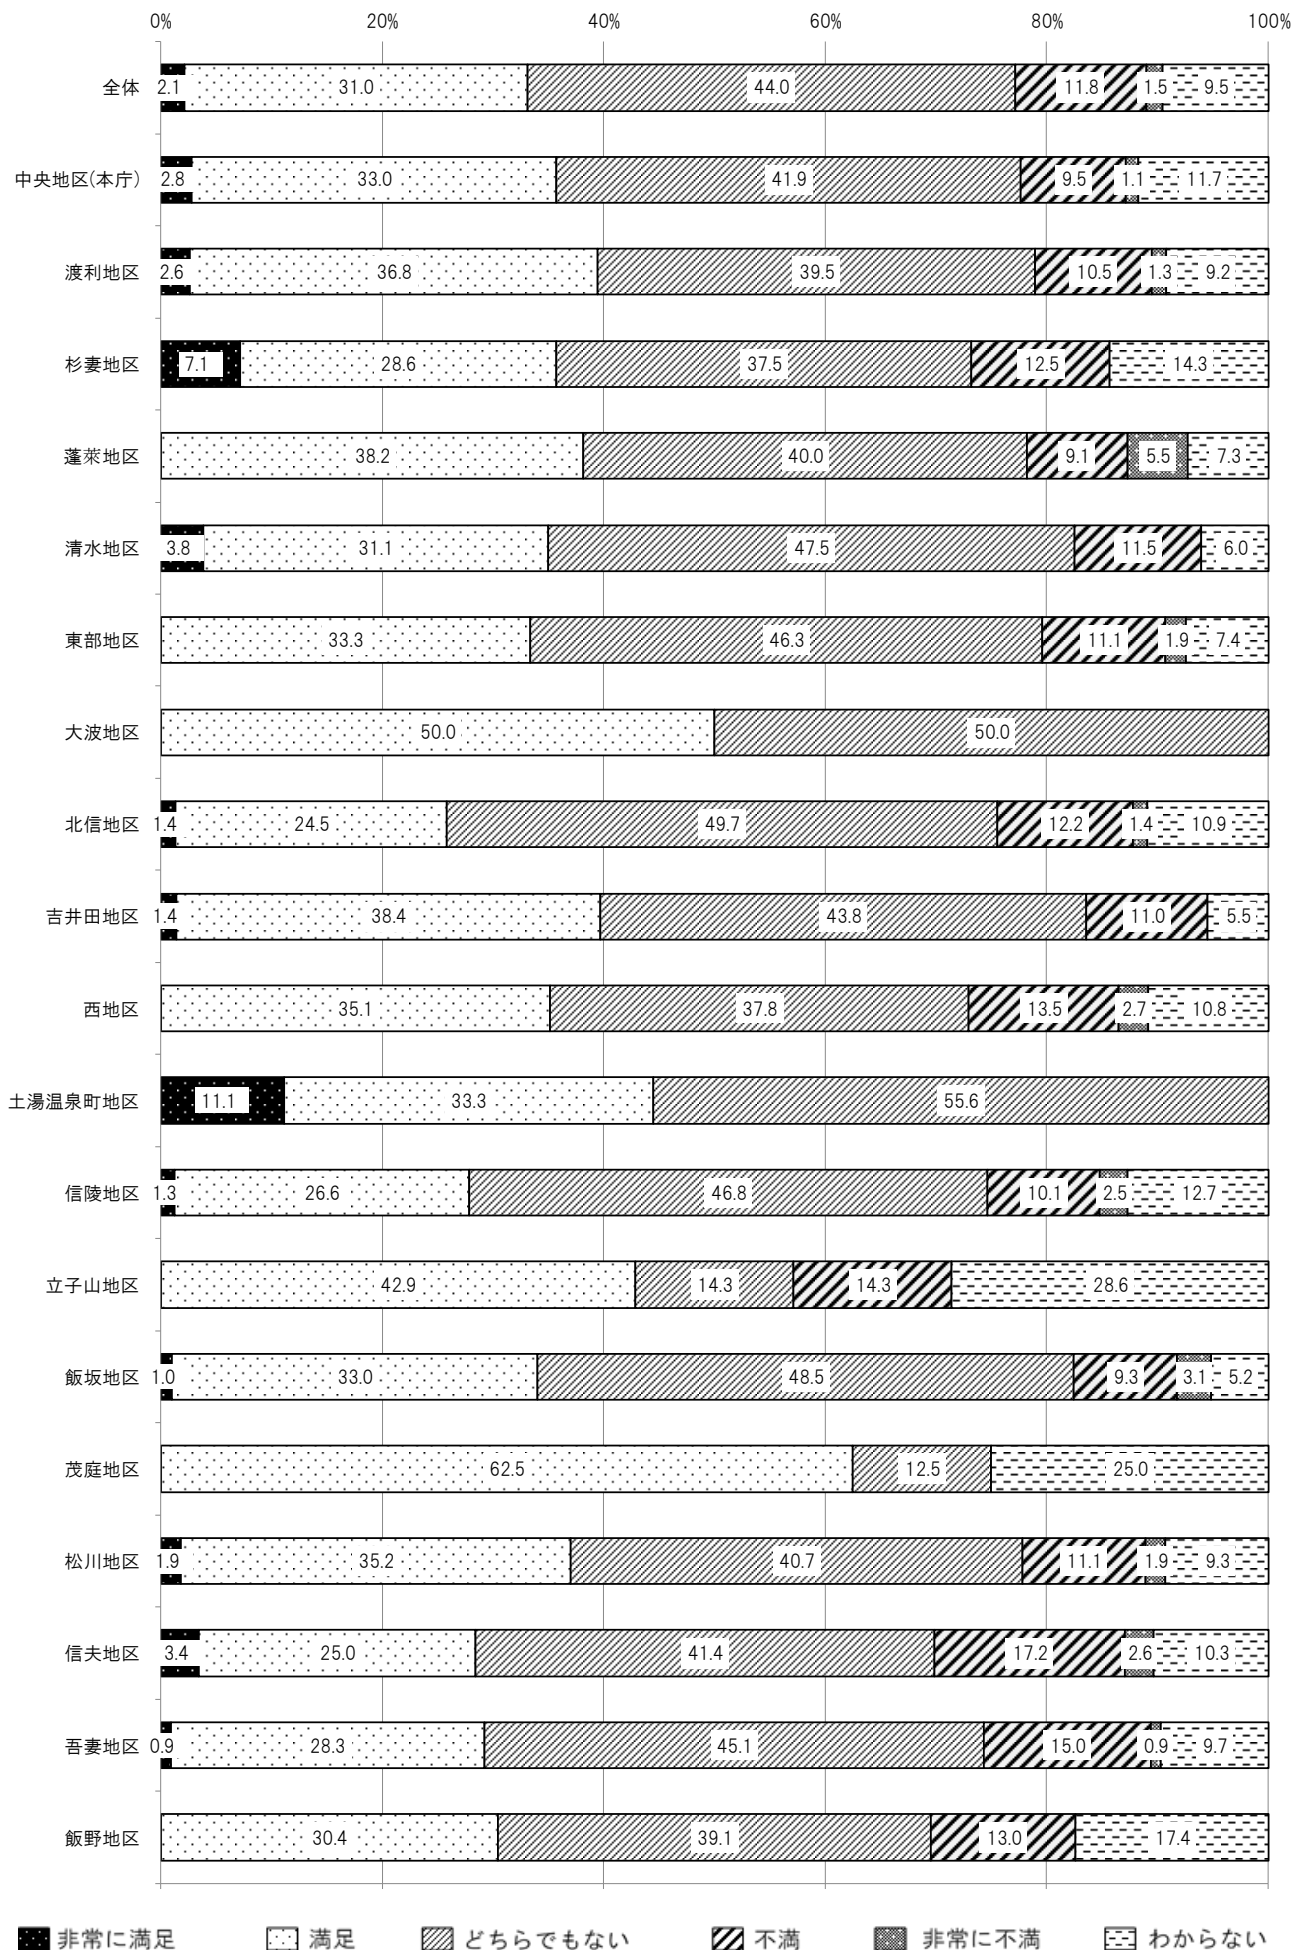 0% 20% 40% 60% 80% 100%
全体 2.1 31.0 44.0 11.8 1.5 9.5
中央地区(本庁) 2.8 33.0 41.9 9.5 1.1 11.7
渡利地区 2.6 36.8 39.5 10.5 1.3 9.2
杉妻地区 7.1 28.6 37.5 12.5 14.3
蓬萊地区 38.2 40.0 9.1 5.5 7.3
清水地区 3.8 31.1 47.5 11.5 6.0
東部地区 33.3 46.3 11.1 1.9 7.4
大波地区 50.0 50.0
北信地区 1.4 24.5 49.7 12.2 1.4 10.9
吉井田地区 1.4 38.4 43.8 11.0 5.5
西地区 35.1 37.8 13.5 2.7 10.8
土湯温泉町地区 11.1 33.3 55.6
信陵地区 1.3 26.6 46.8 10.1 2.5 12.7
立子山地区 42.9 14.3 14.3 28.6
飯坂地区 1.0 33.0 48.5 9.3 3.1 5.2
茂庭地区 62.5 12.5 25.0
松川地区 1.9 35.2 40.7 11.1 1.9 9.3
信夫地区 3.4 25.0 41.4 17.2 2.6 10.3
吾妻地区 0.9 28.3 45.1 15.0 0.9 9.7
飯野地区 30.4 39.1 13.0 17.4
非常に満足 満足 どちらでもない 不満 非常に不満 わからない